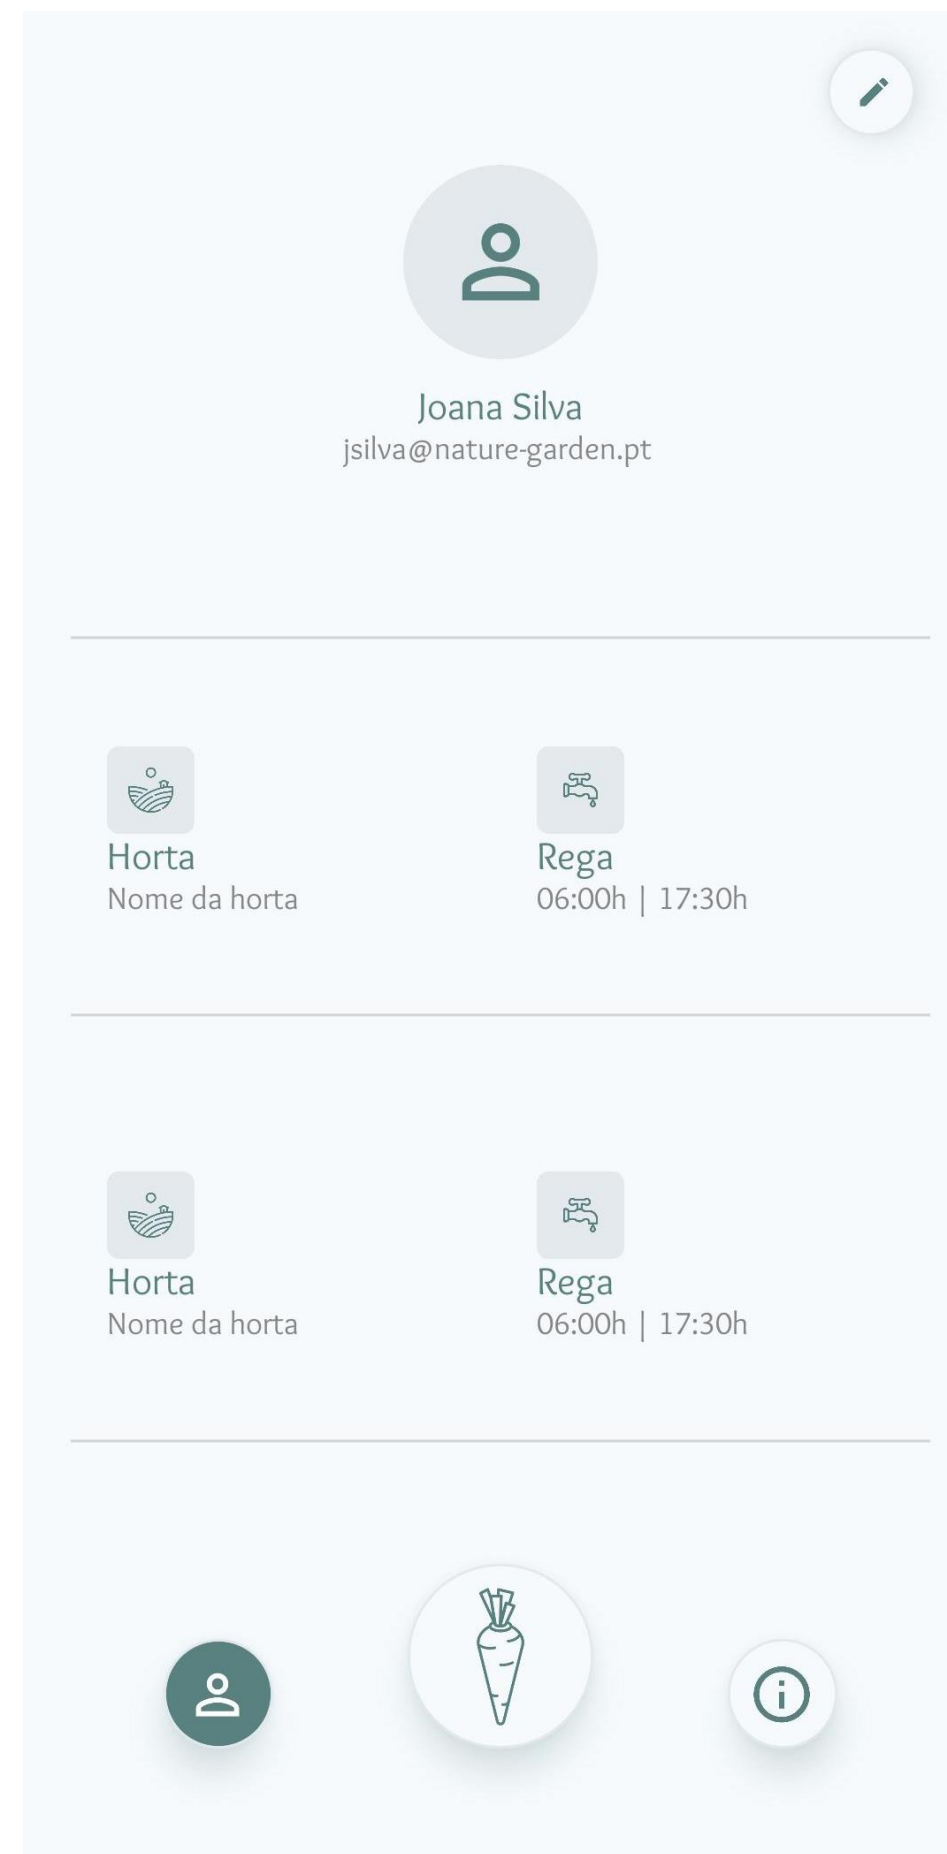 Joana Silva
jsilva@nature-garden.pt
Horta
Nome da horta
Rega
06:00h | 17:30h
Horta
Nome da horta
Rega
06:00h | 17:30h